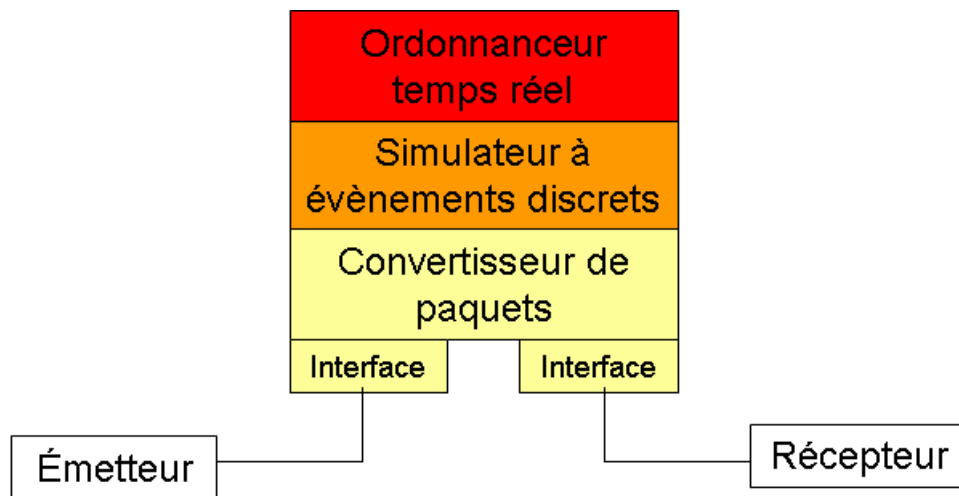 Ordonnanceur
temps réel
Simulateur à
évènements discrets
Convertisseur de
paquets
Interface
Interface
Émetteur
Récepteur